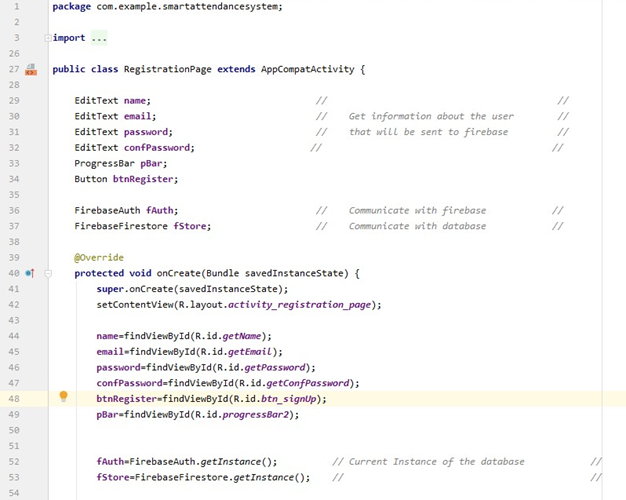 1 package com.example.smartattendancesystem;
2
3 import ...
26
27 public class RegistrationPage extends AppCompatActivity {
28
29 EditText name; // //
30 EditText email; // Get information about the user //
31 EditText password; // that will be sent to firebase //
32 EditText confPassword; // //
33 ProgressBar pBar;
34 Button btnRegister;
35
36 FirebaseAuth fAuth; // Communicate with firebase //
37 FirebaseFirestore fStore; // Communicate with database //
38
39 @Override
40 protected void onCreate(Bundle savedInstanceState) {
41 super.onCreate(savedInstanceState);
42 setContentView(R.layout.activity_registration_page);
43
44 name=findViewById(R.id.getName);
45 email=findViewById(R.id.getEmail);
46 password=findViewById(R.id.getPassword);
47 confPassword=findViewById(R.id.getConfPassword);
48 btnRegister=findViewById(R.id.btn_signUp);
49 pBar=findViewById(R.id.progressBar2);
50
51
52 fAuth=FirebaseAuth.getInstance(); // Current Instance of the database //
53 fStore=FirebaseFirestore.getInstance(); // //
54